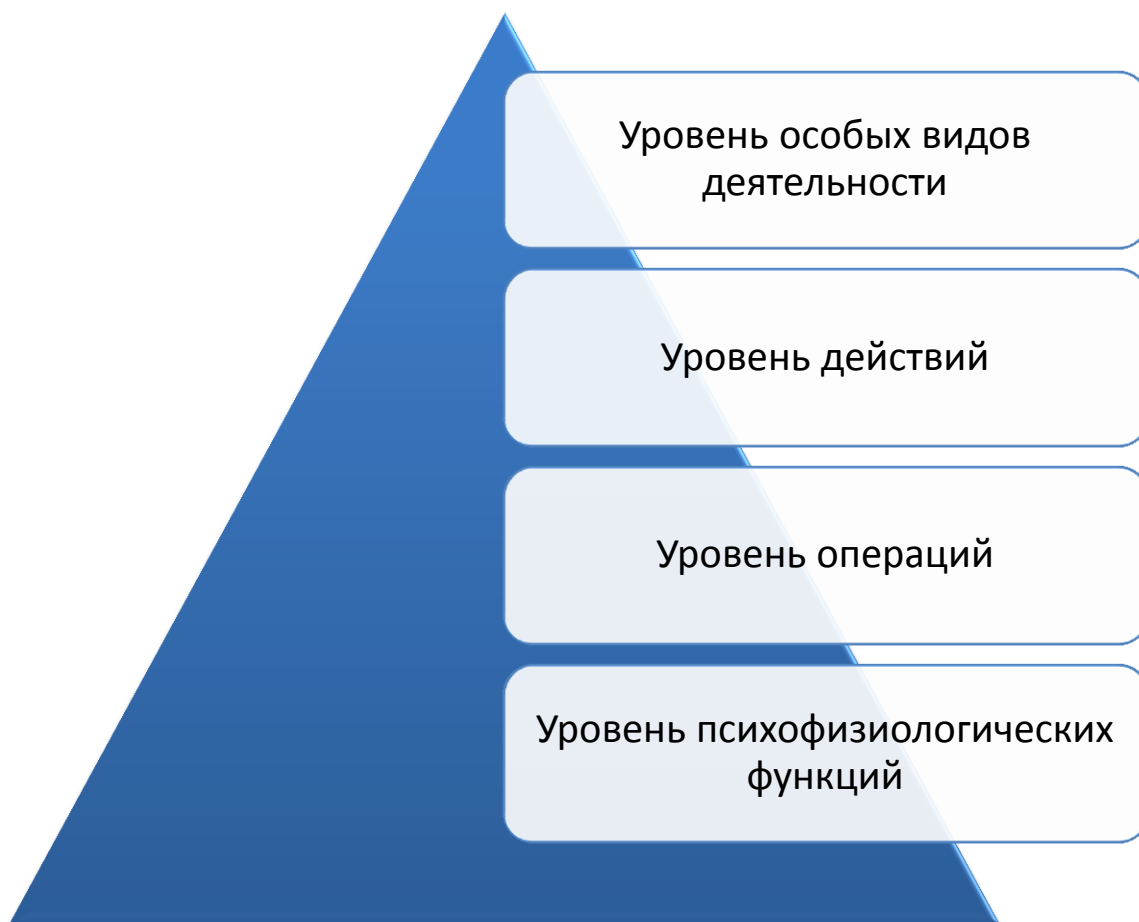 Уровень особых видов
деятельности
Уровень действий
Уровень операций
Уровень психофизиологических
функций